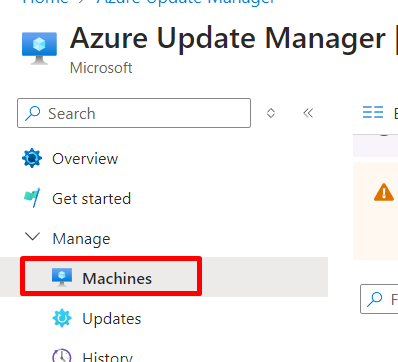 Home > Azure Update Manager
Azure Update Manager |
Microsoft
Search
Overview
Get started
Manage
Machines
Updates
History